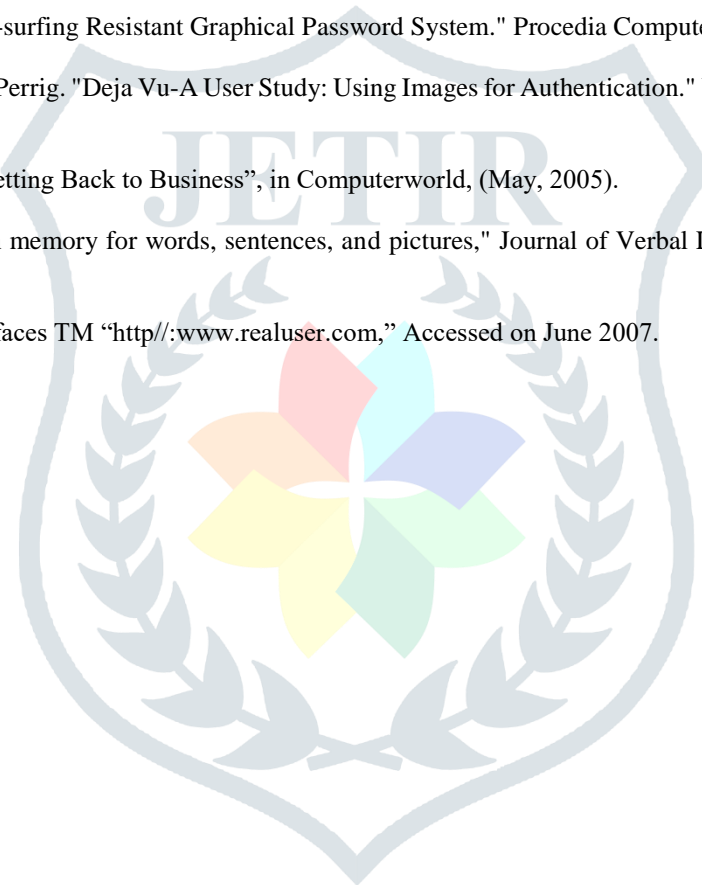 -surfing Resistant Graphical Password System." Procedia Compute
Perrig. "Deja Vu-A User Study: Using Images for Authentication."
etting Back to Business”, in Computerworld, (May, 2005).
memory for words, sentences, and pictures," Journal of Verbal
faces TM “http//:www.realuser.com,” Accessed on June 2007.
JETIR